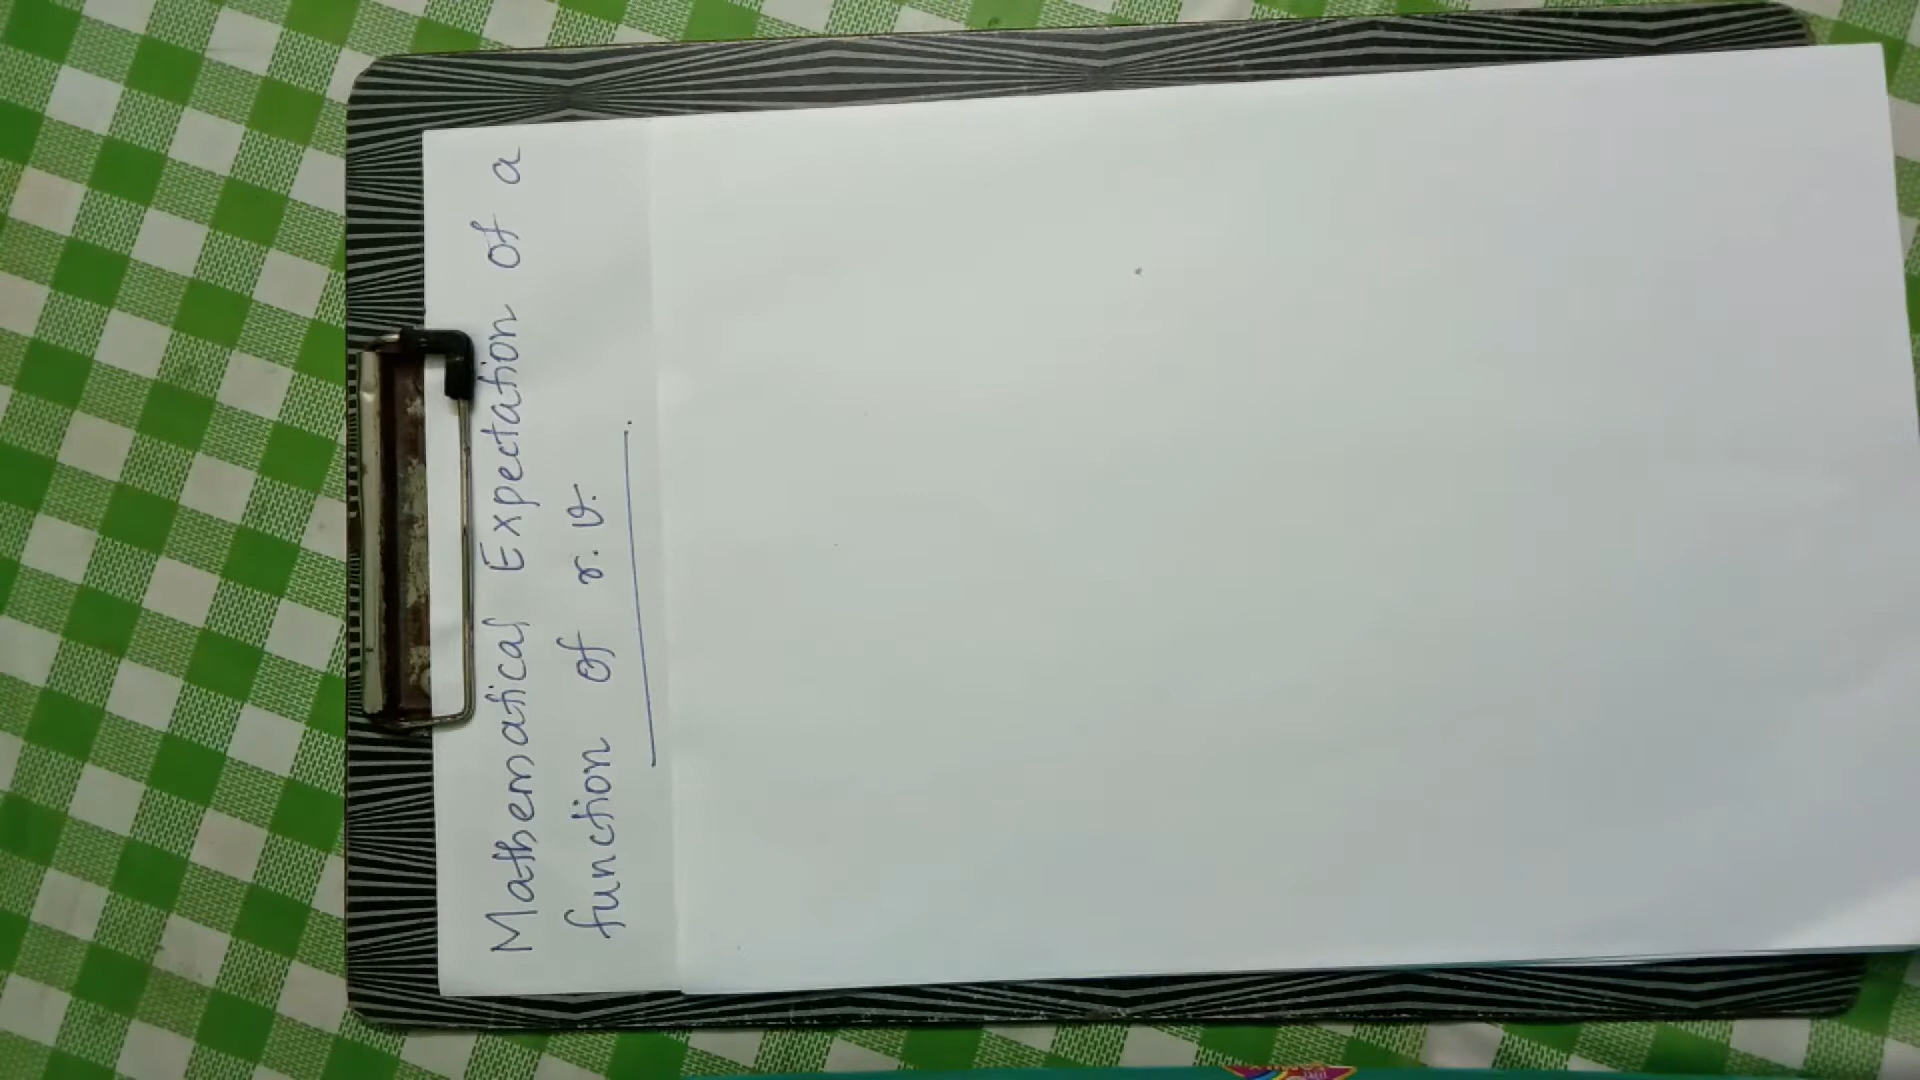 Mathematical Expectation of a
function of r.v.